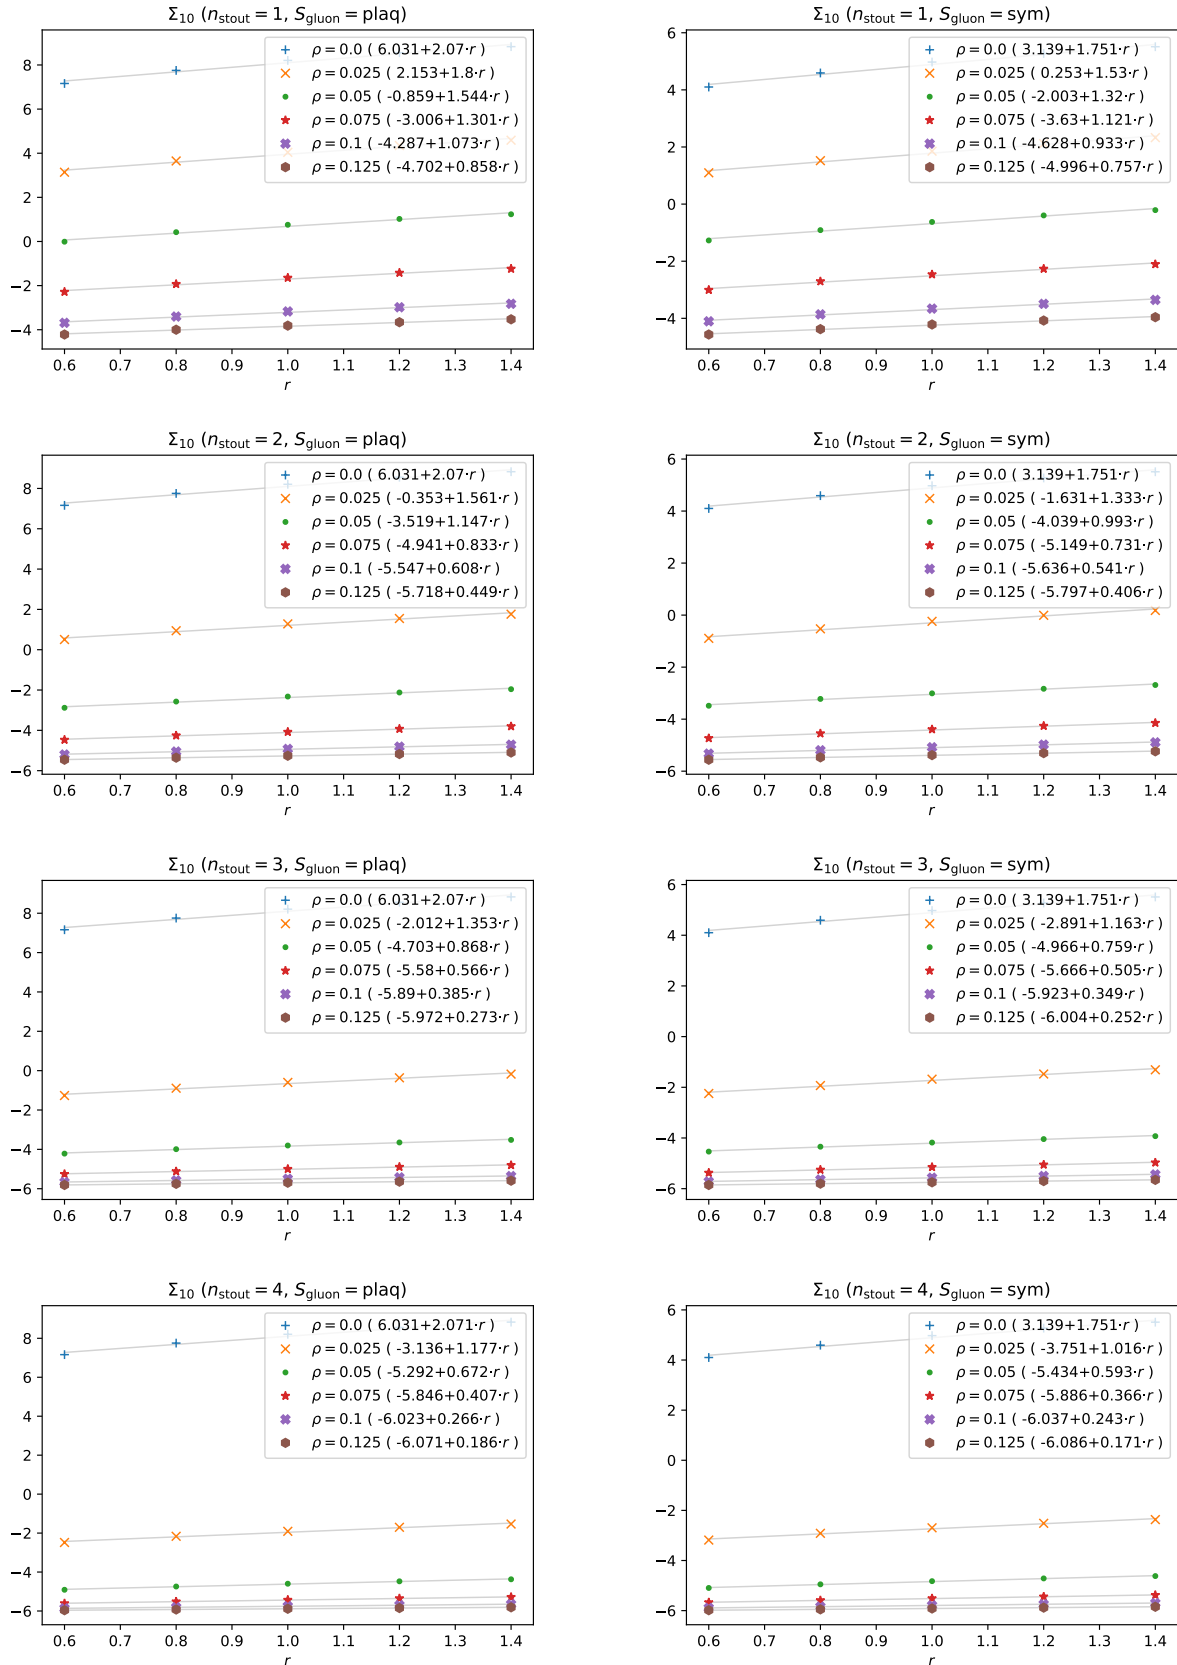 Σ₁₀ (n_stout = 1, S_gluon = plaq)
8
6
4
2
0
−2
−4
ρ = 0.0 ( 6.031+2.07·r )
ρ = 0.025 ( 2.153+1.8·r )
ρ = 0.05 ( -0.859+1.544·r )
ρ = 0.075 ( -3.006+1.301·r )
ρ = 0.1 ( -4.287+1.073·r )
ρ = 0.125 ( -4.702+0.858·r )
0.6 0.7 0.8 0.9 1.0 1.1 1.2 1.3 1.4
r
Σ₁₀ (n_stout = 1, S_gluon = sym)
6
4
2
0
−2
−4
ρ = 0.0 ( 3.139+1.751·r )
ρ = 0.025 ( 0.253+1.53·r )
ρ = 0.05 ( -2.003+1.32·r )
ρ = 0.075 ( -3.63+1.121·r )
ρ = 0.1 ( -4.628+0.933·r )
ρ = 0.125 ( -4.996+0.757·r )
0.6 0.7 0.8 0.9 1.0 1.1 1.2 1.3 1.4
r
Σ₁₀ (n_stout = 2, S_gluon = plaq)
8
6
4
2
0
−2
−4
−6
ρ = 0.0 ( 6.031+2.07·r )
ρ = 0.025 ( -0.353+1.561·r )
ρ = 0.05 ( -3.519+1.147·r )
ρ = 0.075 ( -4.941+0.833·r )
ρ = 0.1 ( -5.547+0.608·r )
ρ = 0.125 ( -5.718+0.449·r )
0.6 0.7 0.8 0.9 1.0 1.1 1.2 1.3 1.4
r
Σ₁₀ (n_stout = 2, S_gluon = sym)
6
4
2
0
−2
−4
−6
ρ = 0.0 ( 3.139+1.751·r )
ρ = 0.025 ( -1.631+1.333·r )
ρ = 0.05 ( -4.039+0.993·r )
ρ = 0.075 ( -5.149+0.731·r )
ρ = 0.1 ( -5.636+0.541·r )
ρ = 0.125 ( -5.797+0.406·r )
0.6 0.7 0.8 0.9 1.0 1.1 1.2 1.3 1.4
r
Σ₁₀ (n_stout = 3, S_gluon = plaq)
8
6
4
2
0
−2
−4
−6
ρ = 0.0 ( 6.031+2.07·r )
ρ = 0.025 ( -2.012+1.353·r )
ρ = 0.05 ( -4.703+0.868·r )
ρ = 0.075 ( -5.58+0.566·r )
ρ = 0.1 ( -5.89+0.385·r )
ρ = 0.125 ( -5.972+0.273·r )
0.6 0.7 0.8 0.9 1.0 1.1 1.2 1.3 1.4
r
Σ₁₀ (n_stout = 3, S_gluon = sym)
6
4
2
0
−2
−4
−6
ρ = 0.0 ( 3.139+1.751·r )
ρ = 0.025 ( -2.891+1.163·r )
ρ = 0.05 ( -4.966+0.759·r )
ρ = 0.075 ( -5.666+0.505·r )
ρ = 0.1 ( -5.923+0.349·r )
ρ = 0.125 ( -6.004+0.252·r )
0.6 0.7 0.8 0.9 1.0 1.1 1.2 1.3 1.4
r
Σ₁₀ (n_stout = 4, S_gluon = plaq)
8
6
4
2
0
−2
−4
−6
ρ = 0.0 ( 6.031+2.071·r )
ρ = 0.025 ( -3.136+1.177·r )
ρ = 0.05 ( -5.292+0.672·r )
ρ = 0.075 ( -5.846+0.407·r )
ρ = 0.1 ( -6.023+0.266·r )
ρ = 0.125 ( -6.071+0.186·r )
0.6 0.7 0.8 0.9 1.0 1.1 1.2 1.3 1.4
r
Σ₁₀ (n_stout = 4, S_gluon = sym)
6
4
2
0
−2
−4
−6
ρ = 0.0 ( 3.139+1.751·r )
ρ = 0.025 ( -3.751+1.016·r )
ρ = 0.05 ( -5.434+0.593·r )
ρ = 0.075 ( -5.886+0.366·r )
ρ = 0.1 ( -6.037+0.243·r )
ρ = 0.125 ( -6.086+0.171·r )
0.6 0.7 0.8 0.9 1.0 1.1 1.2 1.3 1.4
r